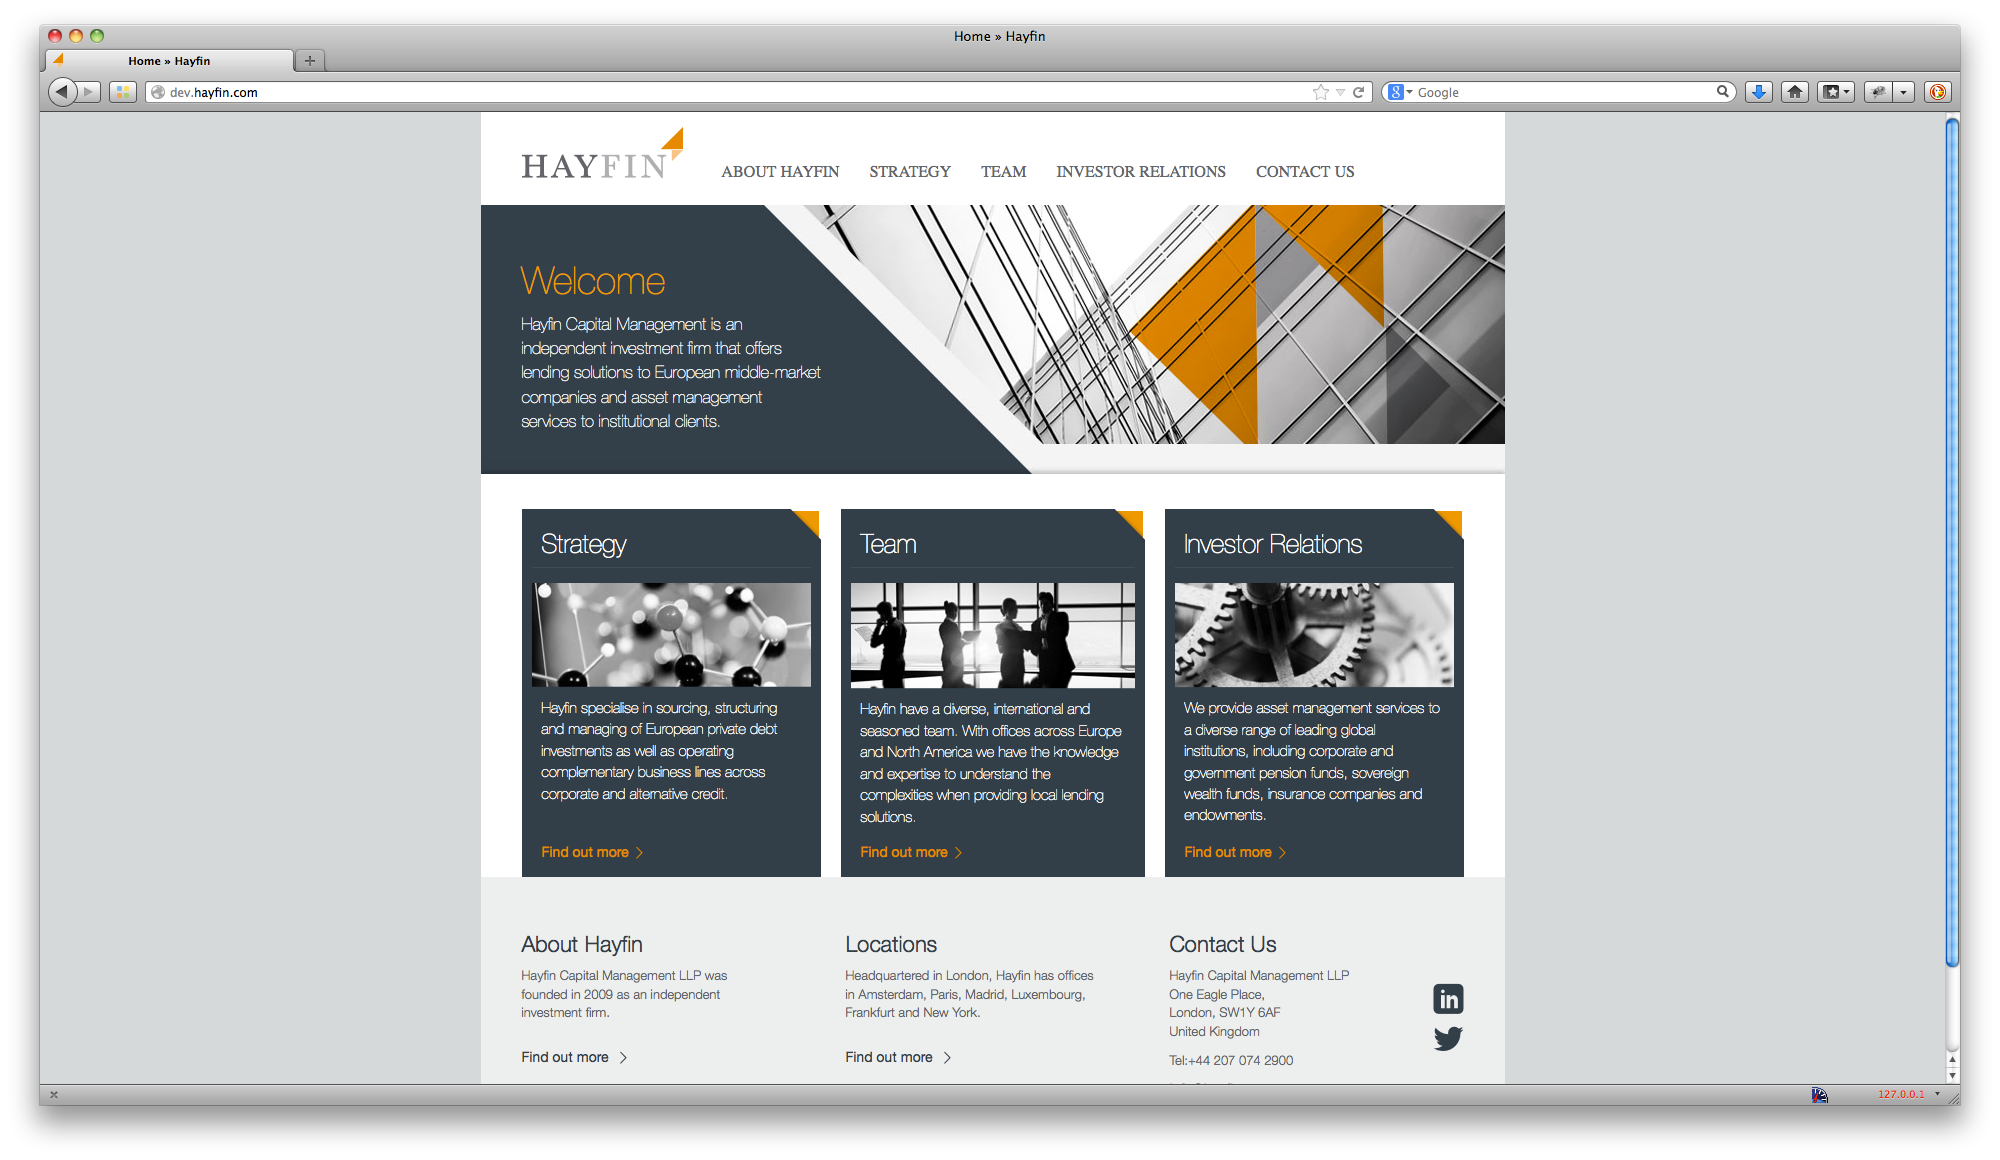 Home » Hayfin
Home » Hayfin
dev.hayfin.com
Google
HAYFIN
ABOUT HAYFIN STRATEGY TEAM INVESTOR RELATIONS CONTACT US
Welcome
Hayfin Capital Management is an
independent investment firm that offers
lending solutions to European middle-market
companies and asset management
services to institutional clients.
Strategy
Hayfin specialise in sourcing, structuring
and managing of European private debt
investments as well as operating
complementary business lines across
corporate and alternative credit.
Find out more
Team
Hayfin have a diverse, international and
seasoned team. With offices across Europe
and North America we have the knowledge
and expertise to understand the
complexities when providing local lending
solutions.
Find out more
Investor Relations
We provide asset management services to
a diverse range of leading global
institutions, including corporate and
government pension funds, sovereign
wealth funds, insurance companies and
endowments.
Find out more
About Hayfin
Hayfin Capital Management LLP was
founded in 2009 as an independent
investment firm.
Find out more
Locations
Headquartered in London, Hayfin has offices
in Amsterdam, Paris, Madrid, Luxembourg,
Frankfurt and New York.
Find out more
Contact Us
Hayfin Capital Management LLP
One Eagle Place,
London, SW1Y 6AF
United Kingdom
Tel:+44 207 074 2900
in
127.0.0.1